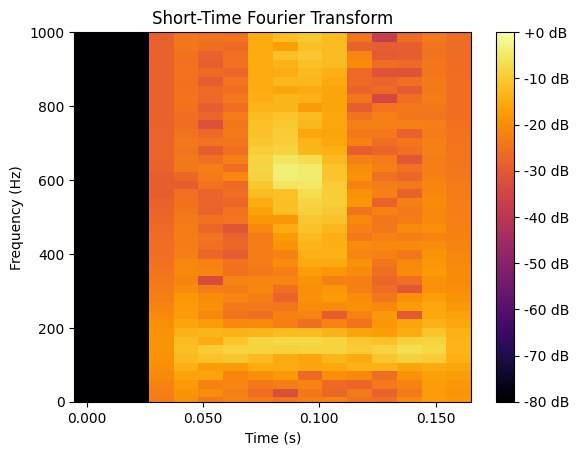 Short-Time Fourier Transform
Frequency (Hz)
1000
800
600
400
200
0
0.000 0.050 0.100 0.150
Time (s)
+0 dB
-10 dB
-20 dB
-30 dB
-40 dB
-50 dB
-60 dB
-70 dB
-80 dB